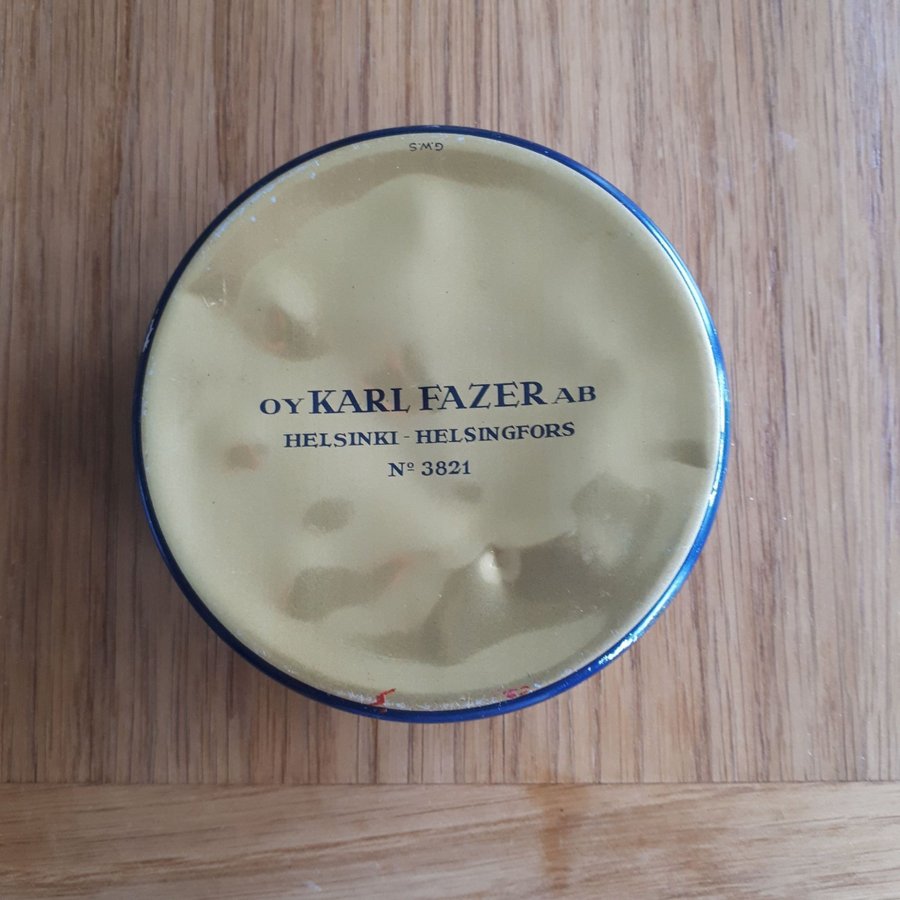 G.W.S
OY KARL FAZER AB
HELSINKI - HELSINGFORS
Nº 3821